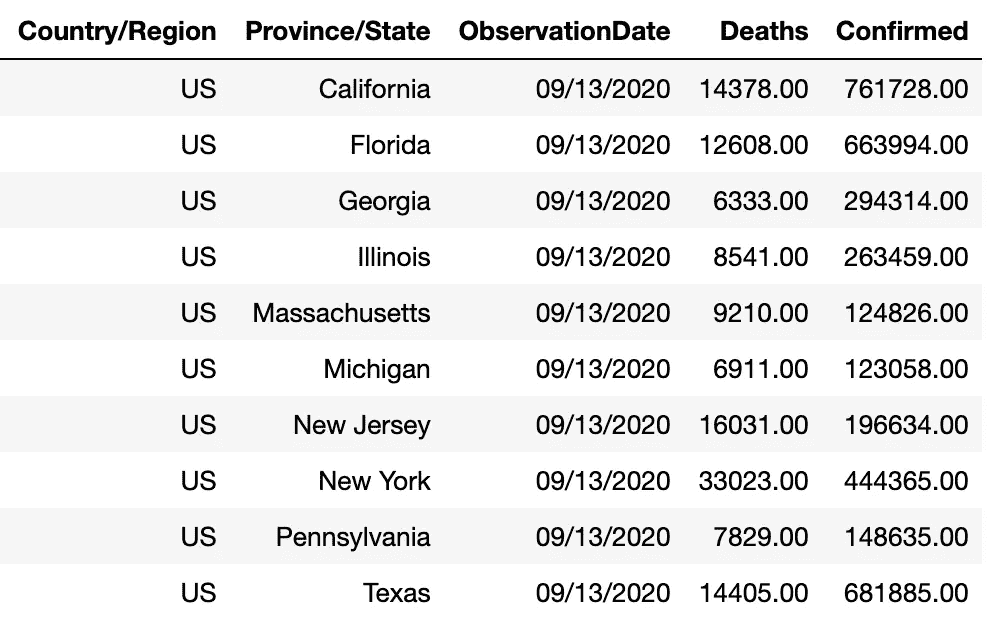 Country/Region Province/State ObservationDate Deaths Confirmed
US California 09/13/2020 14378.00 761728.00
US Florida 09/13/2020 12608.00 663994.00
US Georgia 09/13/2020 6333.00 294314.00
US Illinois 09/13/2020 8541.00 263459.00
US Massachusetts 09/13/2020 9210.00 124826.00
US Michigan 09/13/2020 6911.00 123058.00
US New Jersey 09/13/2020 16031.00 196634.00
US New York 09/13/2020 33023.00 444365.00
US Pennsylvania 09/13/2020 7829.00 148635.00
US Texas 09/13/2020 14405.00 681885.00